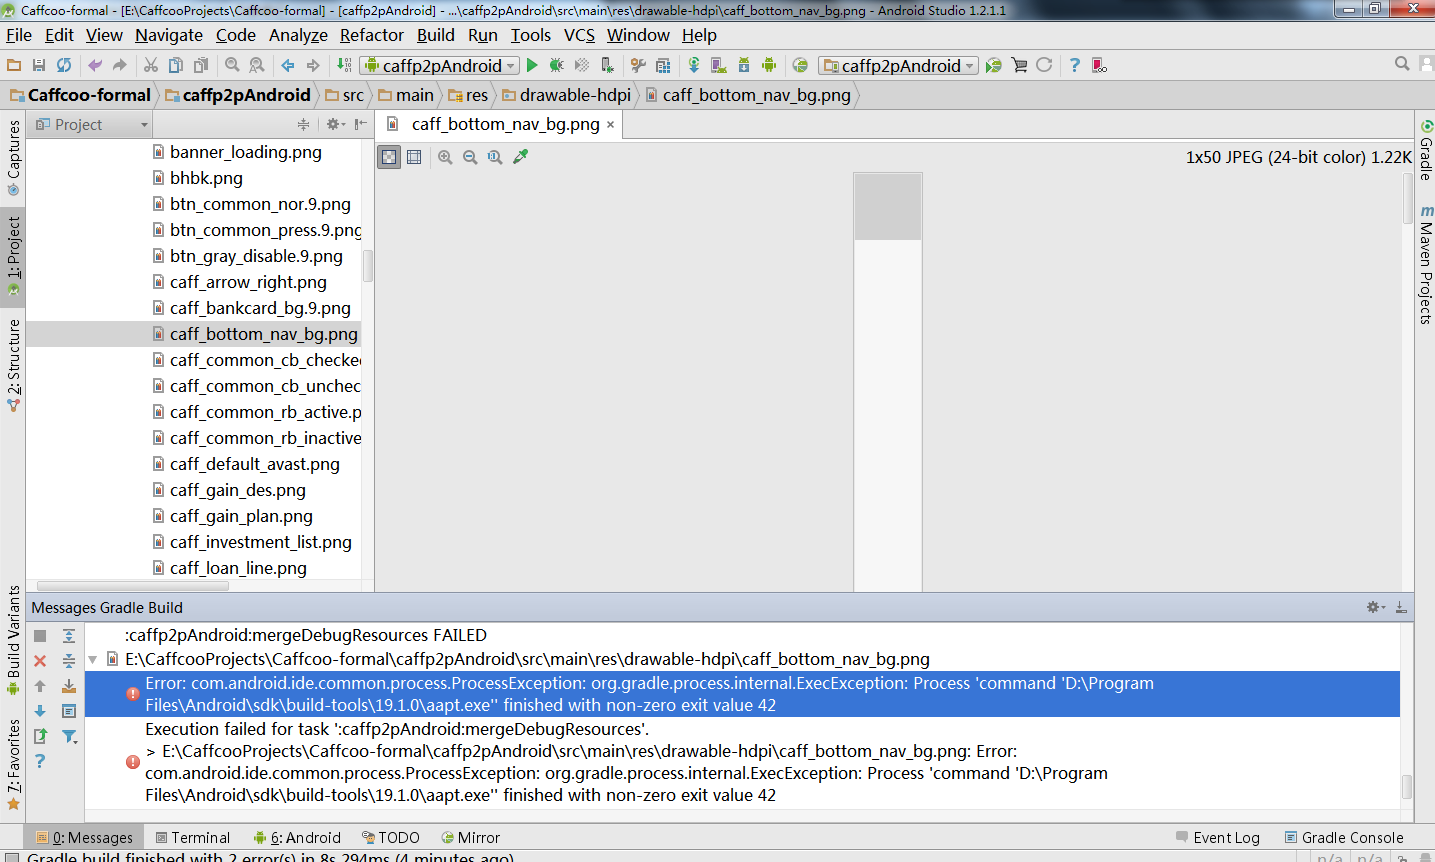 Caffcoo-formal - [E:\CaffcooProjects\Caffcoo-formal] - [caffp2pAndroid] - ...\caffp2pAndroid\src\main\res\drawable-hdpi\caff_bottom_nav_bg.png - Android Studio 1.2.1.1
File Edit View Navigate Code Analyze Refactor Build Run Tools VCS Window Help
caffp2pAndroid caffp2pAndroid
Caffcoo-formal caffp2pAndroid src main res drawable-hdpi caff_bottom_nav_bg.png
Project
caff_bottom_nav_bg.png
1x50 JPEG (24-bit color) 1.22K
banner_loading.png
bhbk.png
btn_common_nor.9.png
btn_common_press.9.png
btn_gray_disable.9.png
caff_arrow_right.png
caff_bankcard_bg.9.png
caff_bottom_nav_bg.png
caff_common_cb_checked
caff_common_cb_unchec
caff_common_rb_active.p
caff_common_rb_inactive
caff_default_avast.png
caff_gain_des.png
caff_gain_plan.png
caff_investment_list.png
caff_loan_line.png
Captures
1: Project
2: Structure
Build Variants
7: Favorites
Gradle
m Maven Projects
Messages Gradle Build
:caffp2pAndroid:mergeDebugResources FAILED
E:\CaffcooProjects\Caffcoo-formal\caffp2pAndroid\src\main\res\drawable-hdpi\caff_bottom_nav_bg.png
Error: com.android.ide.common.process.ProcessException: org.gradle.process.internal.ExecException: Process 'command 'D:\Program
Files\Android\sdk\build-tools\19.1.0\aapt.exe'' finished with non-zero exit value 42
Execution failed for task ':caffp2pAndroid:mergeDebugResources'.
> E:\CaffcooProjects\Caffcoo-formal\caffp2pAndroid\src\main\res\drawable-hdpi\caff_bottom_nav_bg.png: Error:
com.android.ide.common.process.ProcessException: org.gradle.process.internal.ExecException: Process 'command 'D:\Program
Files\Android\sdk\build-tools\19.1.0\aapt.exe'' finished with non-zero exit value 42
0: Messages Terminal 6: Android TODO Mirror Event Log Gradle Console
Gradle build finished with 2 error(s) in 8s 294ms (4 minutes ago) n/a n/a